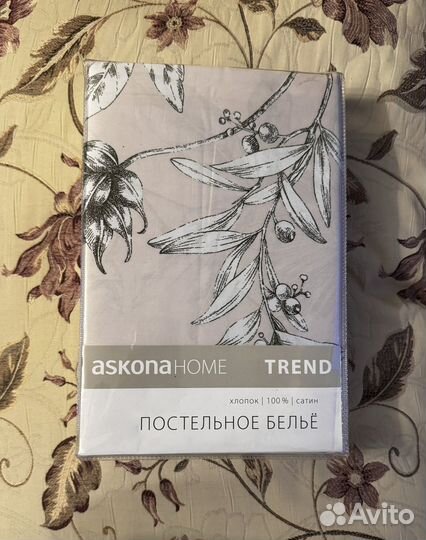 askonaHOME TREND
хлопок | 100% | сатин
ПОСТЕЛЬНОЕ БЕЛЬЁ
Avito